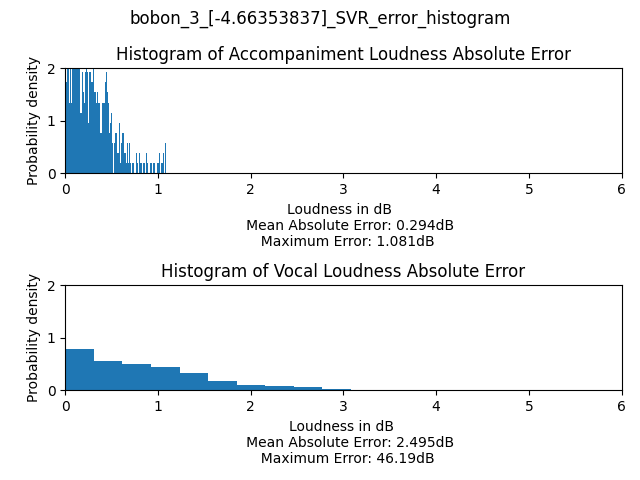 bobon_3_[-4.66353837]_SVR_error_histogram
Histogram of Accompaniment Loudness Absolute Error
Probability density
2
1
0
0 1 2 3 4 5 6
Loudness in dB
Mean Absolute Error: 0.294dB
Maximum Error: 1.081dB
Histogram of Vocal Loudness Absolute Error
Probability density
2
1
0
0 1 2 3 4 5 6
Loudness in dB
Mean Absolute Error: 2.495dB
Maximum Error: 46.19dB